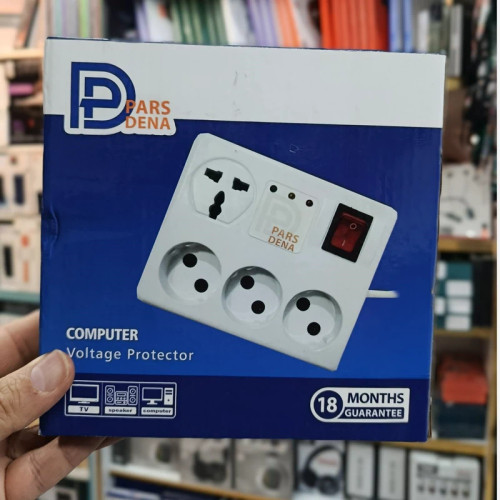 PARS
DENA
PARS
DENA
COMPUTER
Voltage Protector
TV
speaker
computer
18 MONTHS
GUARANTEE